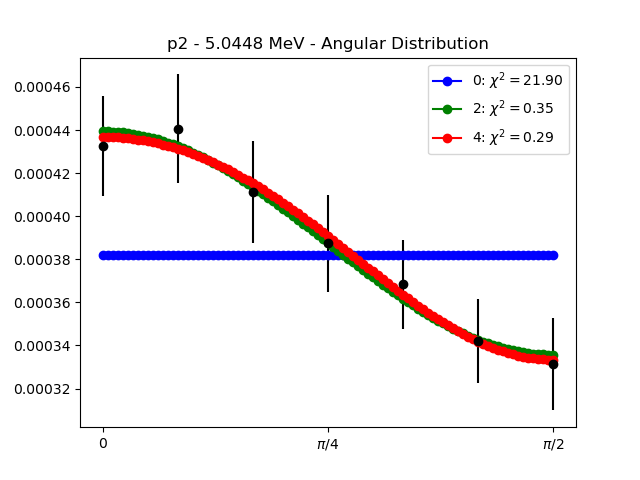 p2 - 5.0448 MeV - Angular Distribution
0.00046
0.00044
0.00042
0.00040
0.00038
0.00036
0.00034
0.00032
0: χ² = 21.90
2: χ² = 0.35
4: χ² = 0.29
0
π/4
π/2